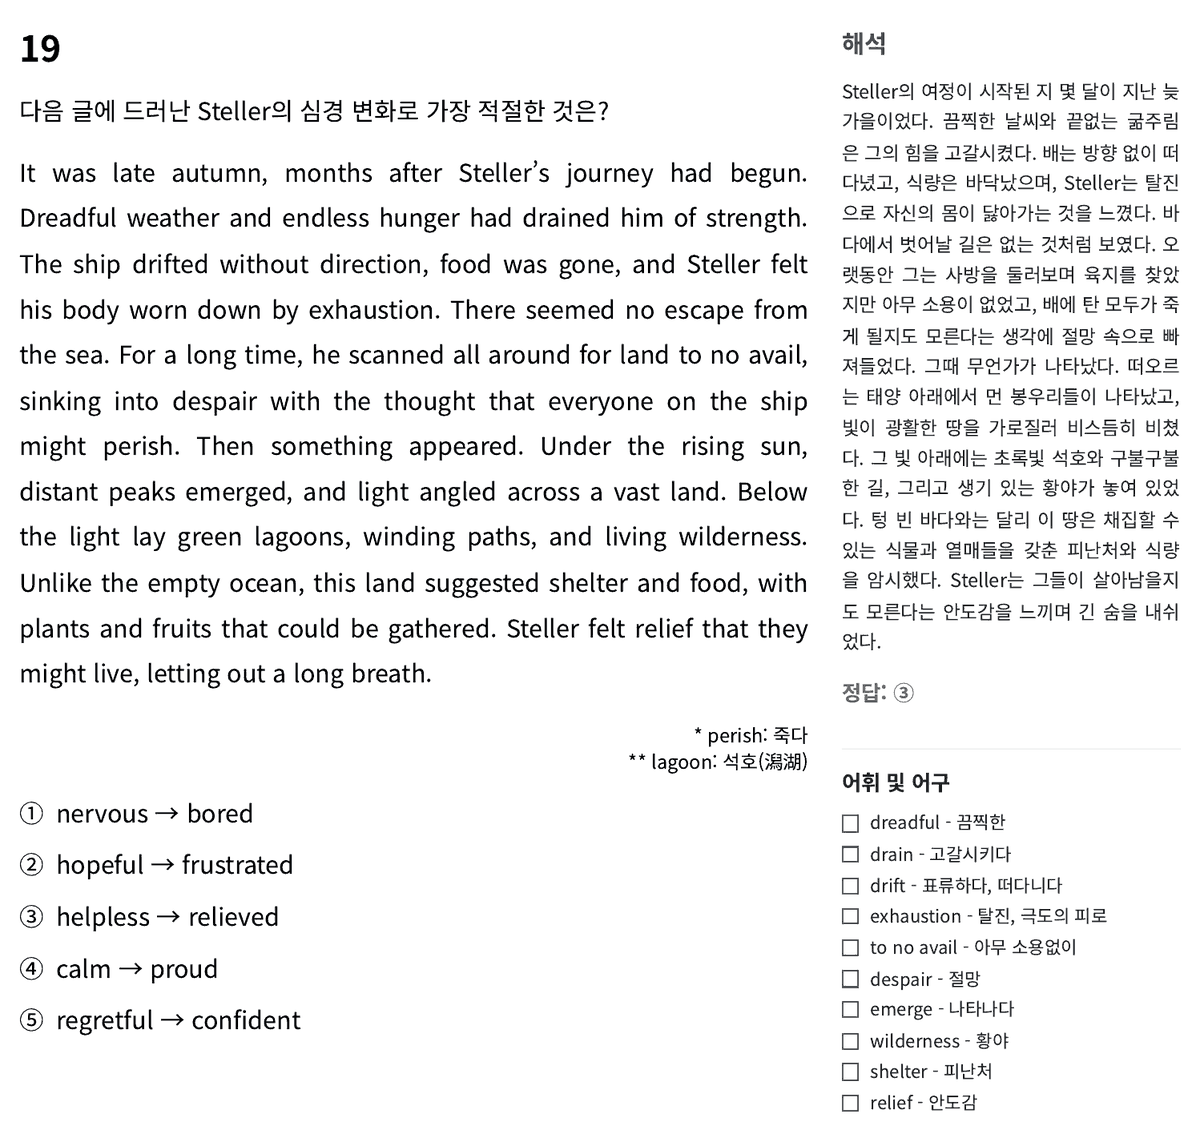 19
다음 글에 드러난 Steller의 심경 변화로 가장 적절한 것은?
It was late autumn, months after Steller’s journey had begun.
Dreadful weather and endless hunger had drained him of strength.
The ship drifted without direction, food was gone, and Steller felt
his body worn down by exhaustion. There seemed no escape from
the sea. For a long time, he scanned all around for land to no avail,
sinking into despair with the thought that everyone on the ship
might perish. Then something appeared. Under the rising sun,
distant peaks emerged, and light angled across a vast land. Below
the light lay green lagoons, winding paths, and living wilderness.
Unlike the empty ocean, this land suggested shelter and food, with
plants and fruits that could be gathered. Steller felt relief that they
might live, letting out a long breath.
* perish: 죽다
** lagoon: 석호(潟湖)
① nervous → bored
② hopeful → frustrated
③ helpless → relieved
④ calm → proud
⑤ regretful → confident
해석
Steller의 여정이 시작된 지 몇 달이 지난 늦
가을이었다. 끔찍한 날씨와 끝없는 굶주림
은 그의 힘을 고갈시켰다. 배는 방향 없이 떠
다녔고, 식량은 바닥났으며, Steller는 탈진
으로 자신의 몸이 닳아가는 것을 느꼈다. 바
다에서 벗어날 길은 없는 것처럼 보였다. 오
랫동안 그는 사방을 둘러보며 육지를 찾았
지만 아무 소용이 없었고, 배에 탄 모두가 죽
게 될지도 모른다는 생각에 절망 속으로 빠
져들었다. 그때 무언가가 나타났다. 떠오르
는 태양 아래에서 먼 봉우리들이 나타났고,
빛이 광활한 땅을 가로질러 비스듬히 비쳤
다. 그 빛 아래에는 초록빛 석호와 구불구불
한 길, 그리고 생기 있는 황야가 놓여 있었
다. 텅 빈 바다와는 달리 이 땅은 채집할 수
있는 식물과 열매들을 갖춘 피난처와 식량
을 암시했다. Steller는 그들이 살아남을지
도 모른다는 안도감을 느끼며 긴 숨을 내쉬
었다.
정답: ③
어휘 및 어구
dreadful - 끔찍한
drain - 고갈시키다
drift - 표류하다, 떠다니다
exhaustion - 탈진, 극도의 피로
to no avail - 아무 소용없이
despair - 절망
emerge - 나타나다
wilderness - 황야
shelter - 피난처
relief - 안도감